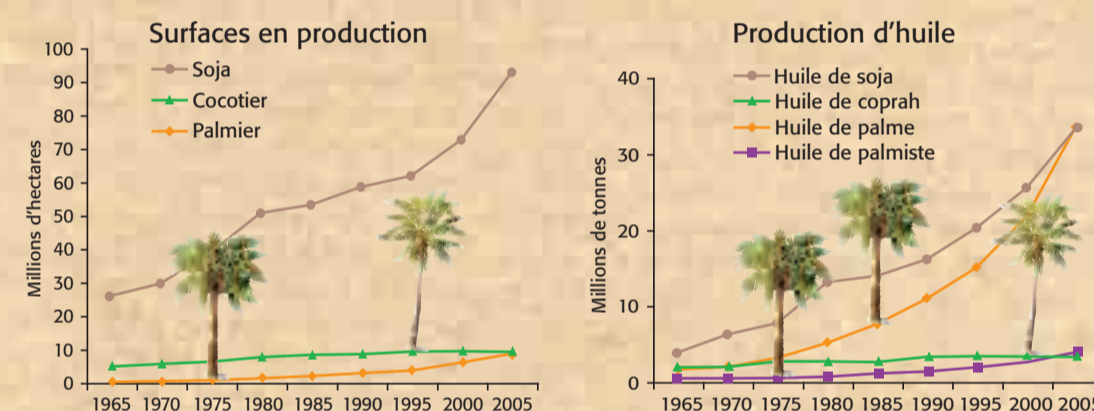 Surfaces en production
Millions d'hectares
100
90
80
70
60
50
40
30
20
10
0
Soja
Cocotier
Palmier
1965 1970 1975 1980 1985 1990 1995 2000 2005
Production d'huile
Millions de tonnes
40
30
20
10
0
Huile de soja
Huile de coprah
Huile de palme
Huile de palmiste
1965 1970 1975 1980 1985 1990 1995 2000 2005